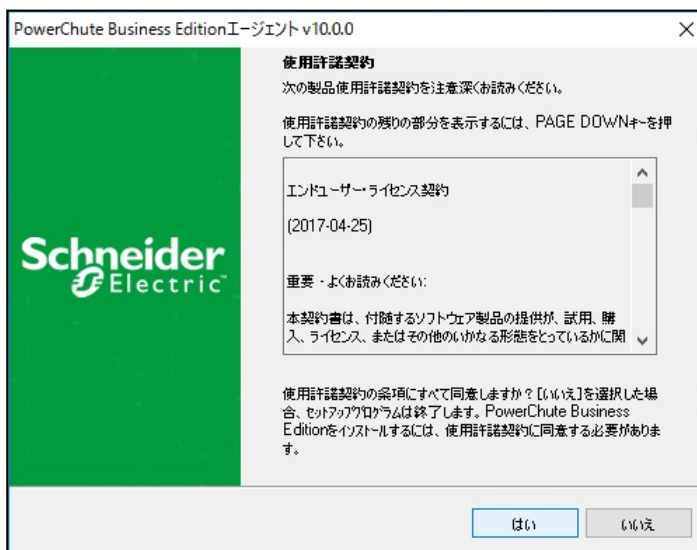 PowerChute Business Editionエージェント v10.0.0
使用許諾契約
次の製品使用許諾契約を注意深くお読みください。
使用許諾契約の残りの部分を表示するには、PAGE DOWNキーを押
して下さい。
エンドユーザー・ライセンス契約
(2017-04-25)
重要 - よくお読みください:
本契約書は、付随するソフトウェア製品の提供が、試用、購
入、ライセンス、またはその他のいかなる形態をとっているかに関
Schneider
Electric™
使用許諾契約の条項にすべて同意しますか？[いいえ]を選択した場
合、セットアッププログラムは終了します。PowerChute Business
Editionをインストールするには、使用許諾契約に同意する必要がありま
す。
はい
いいえ